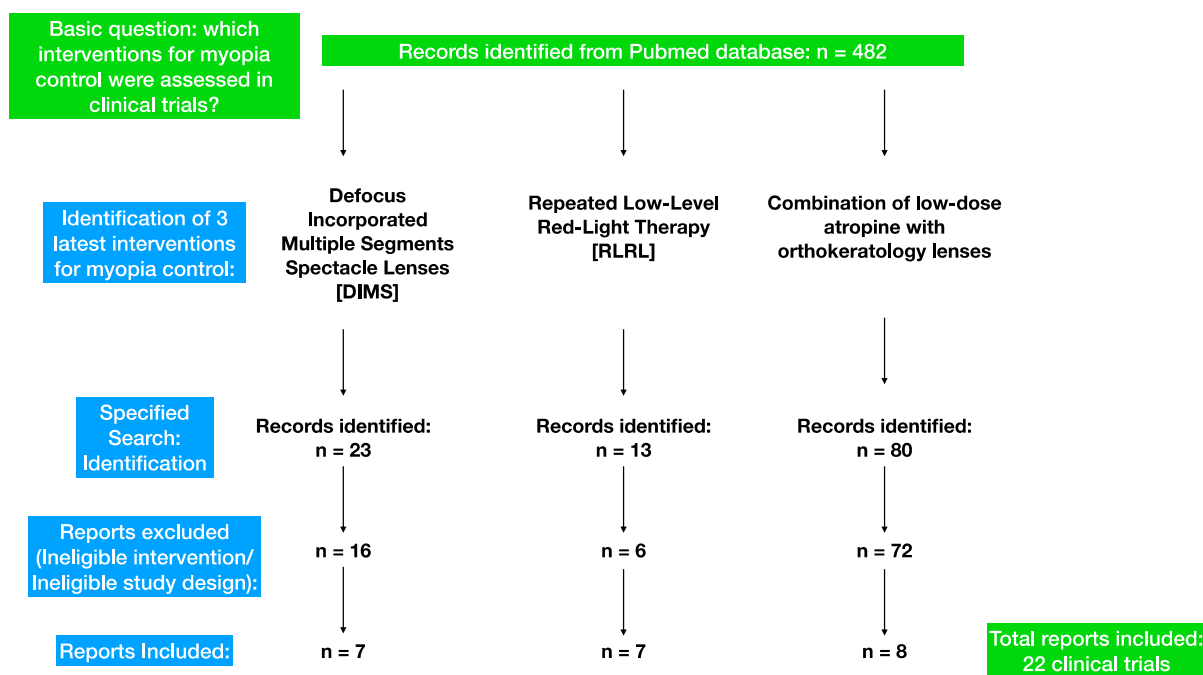 Basic question: which
interventions for myopia
control were assessed in
clinical trials?
Records identified from Pubmed database: n = 482
Identification of 3
latest interventions
for myopia control:
Defocus
Incorporated
Multiple Segments
Spectacle Lenses
[DIMS]
Repeated Low-Level
Red-Light Therapy
[RLRL]
Combination of low-dose
atropine with
orthokeratology lenses
Specified
Search:
Identification
Records identified:
n = 23
Records identified:
n = 13
Records identified:
n = 80
Reports excluded
(Ineligible intervention/
Ineligible study design):
n = 16
n = 6
n = 72
Reports Included:
n = 7
n = 7
n = 8
Total reports included:
22 clinical trials